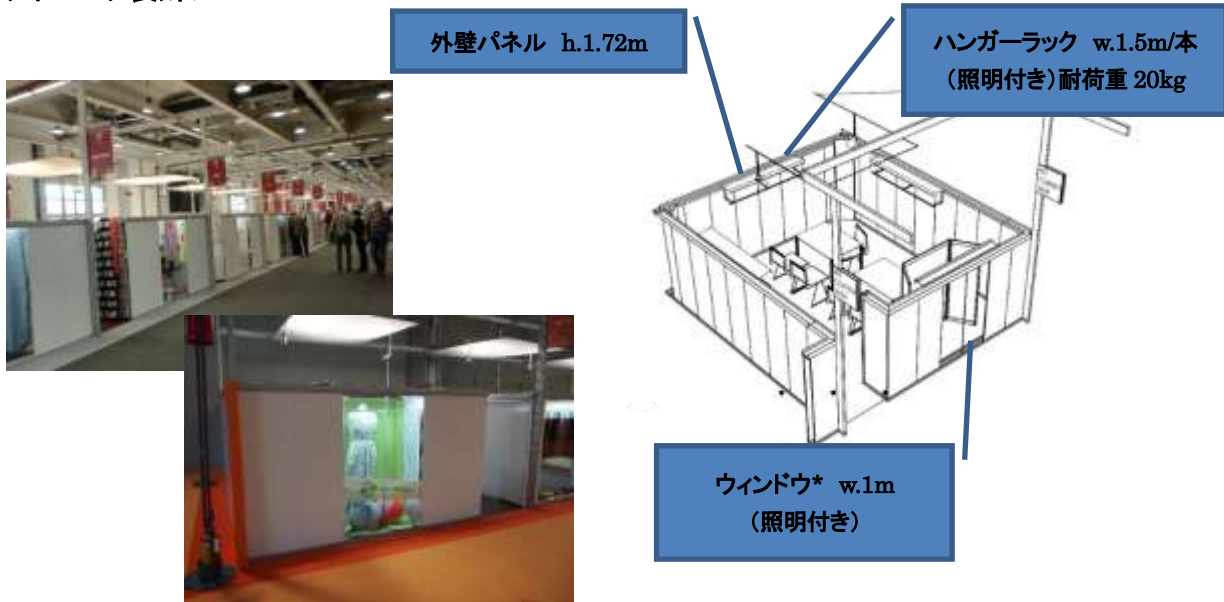 外壁パネル h.1.72m
ハンガーラック w.1.5m/本
（照明付き）耐荷重 20kg
ウィンドウ* w.1m
（照明付き）